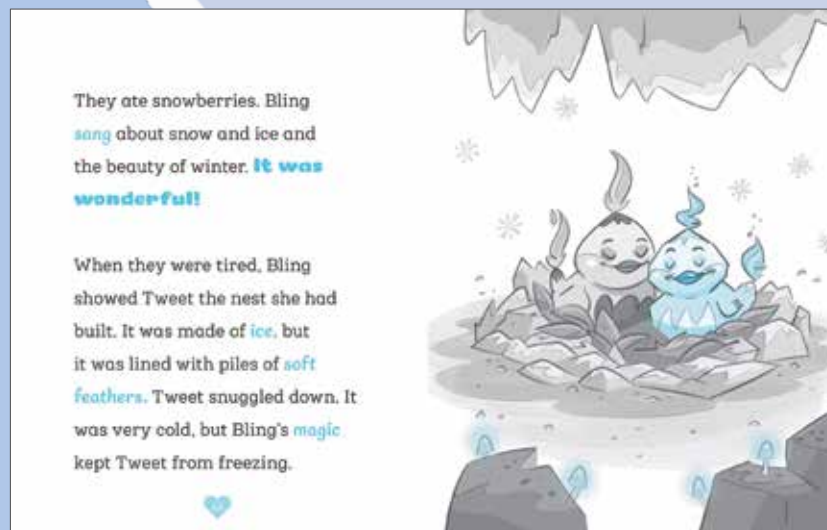 They ate snowberries. Bling
sang about snow and ice and
the beauty of winter. It was
wonderful!
When they were tired, Bling
showed Tweet the nest she had
built. It was made of ice, but
it was lined with piles of soft
feathers. Tweet snuggled down. It
was very cold, but Bling's magic
kept Tweet from freezing.